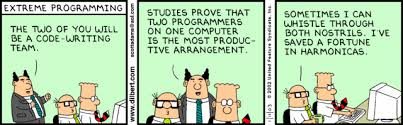 EXTREME PROGRAMMING
THE TWO OF YOU WILL
BE A CODE-WRITING
TEAM.
www.dilbert.com
scottadams@aol.com
STUDIES PROVE THAT
TWO PROGRAMMERS
ON ONE COMPUTER
IS THE MOST PRODUC-
TIVE ARRANGEMENT.
© 2003 United Feature Syndicate, Inc.
SOMETIMES I CAN
WHISTLE THROUGH
BOTH NOSTRILS. I'VE
SAVED A FORTUNE
IN HARMONICAS.